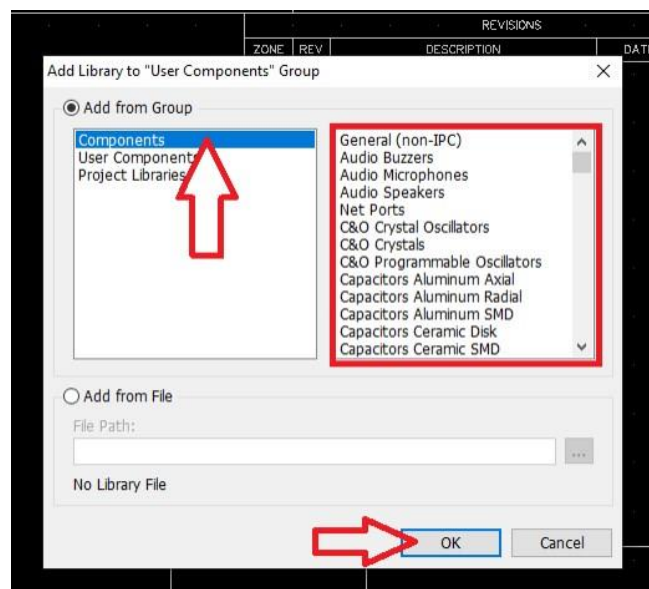 REVISIONS
ZONE REV DESCRIPTION
Add Library to "User Components" Group
Add from Group
Components
User Components
Project Libraries
General (non-IPC)
Audio Buzzers
Audio Microphones
Audio Speakers
Net Ports
C&O Crystal Oscillators
C&O Crystals
C&O Programmable Oscillators
Capacitors Aluminum Axial
Capacitors Aluminum Radial
Capacitors Aluminum SMD
Capacitors Ceramic Disk
Capacitors Ceramic SMD
Add from File
File Path:
...
No Library File
OK Cancel